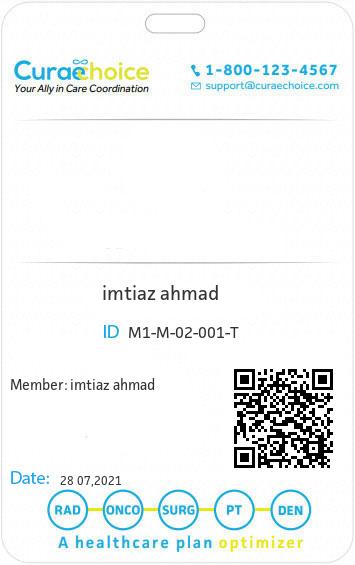 Curaechoice
Your Ally in Care Coordination
1-800-123-4567
support@curaechoice.com
imtiaz ahmad
ID M1-M-02-001-T
Member: imtiaz ahmad
Date: 28 07,2021
RAD ONCO SURG PT DEN
A healthcare plan optimizer